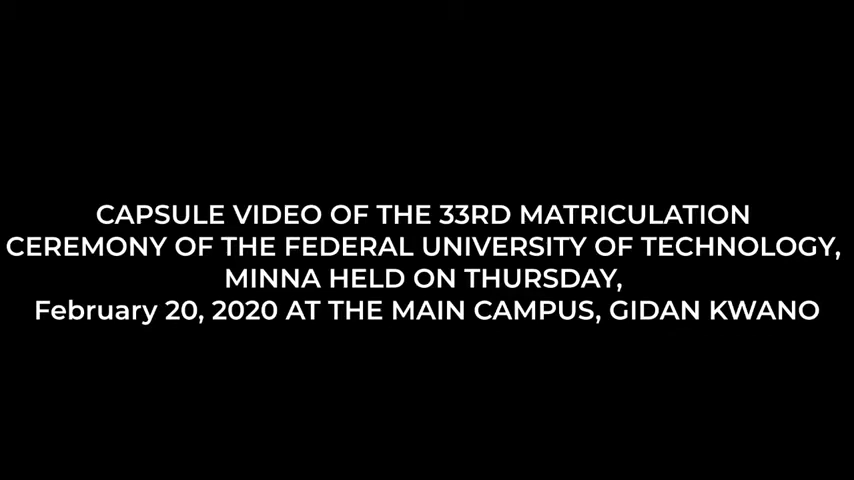 CAPSULE VIDEO OF THE 33RD MATRICULATION
CEREMONY OF THE FEDERAL UNIVERSITY OF TECHNOLOGY,
MINNA HELD ON THURSDAY,
February 20, 2020 AT THE MAIN CAMPUS, GIDAN KWANO